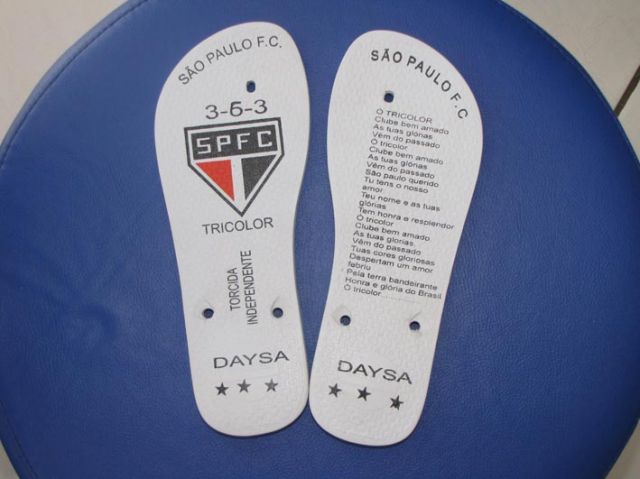 SÃO PAULO F.C.
3-5-3
SPFC
TRICOLOR
TORCIDA
INDEPENDENTE
DAYSA
SÃO PAULO F.C
Ó TRICOLOR
Clube bem amado
As tuas glórias
Vêm do passado
Ó tricolor
Clube bem amado
As tuas glórias
Vêm do passado
São paulo querido
Tu tens o nosso
amor
Teu nome e as tuas
glórias
Tem honra e resplendor
Ó tricolor
Clube bem amado
As tuas glorias
Vêm do passado
Tuas cores gloriosas
Despertam um amor
febriu
Pela terra bandeirante
Honra e glória do Brasil
Ó tricolor...............
DAYSA